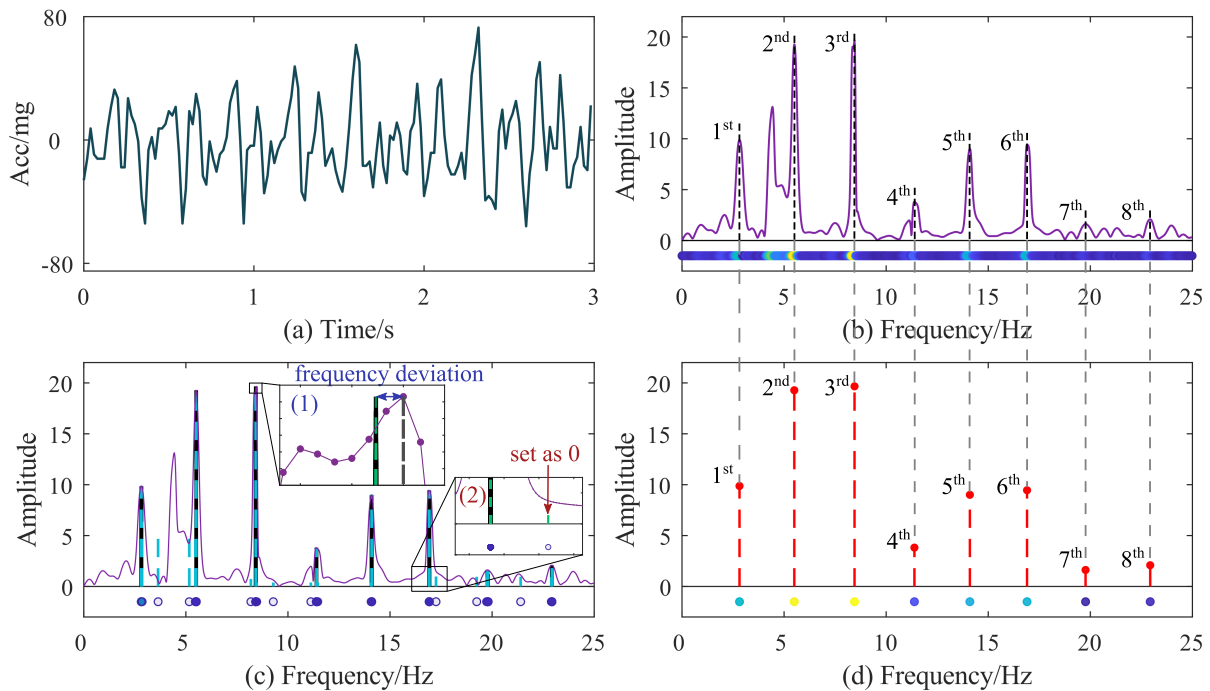 80
0
-80
Acc/mg
0
1
2
3
(a) Time/s
20
15
10
5
0
Amplitude
1st
2nd
3rd
4th
5th
6th
7th
8th
0
5
10
15
20
25
(b) Frequency/Hz
20
15
10
5
0
Amplitude
frequency deviation
(1)
set as 0
(2)
0
5
10
15
20
25
(c) Frequency/Hz
20
15
10
5
0
Amplitude
1st
2nd
3rd
4th
5th
6th
7th
8th
0
5
10
15
20
25
(d) Frequency/Hz